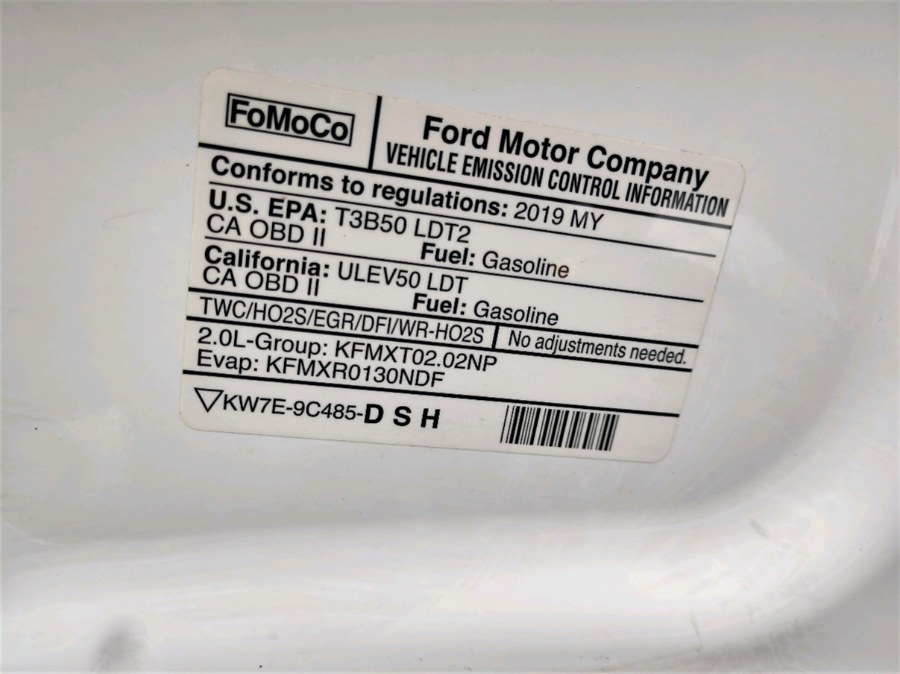 FoMoCo
Ford Motor Company
VEHICLE EMISSION CONTROL INFORMATION
Conforms to regulations: 2019 MY
U.S. EPA: T3B50 LDT2
CA OBD II Fuel: Gasoline
California: ULEV50 LDT
CA OBD II Fuel: Gasoline
TWC/HO2S/EGR/DFI/WR-HO2S No adjustments needed.
2.0L-Group: KFMXT02.02NP
Evap: KFMXR0130NDF
▽KW7E-9C485-D S H